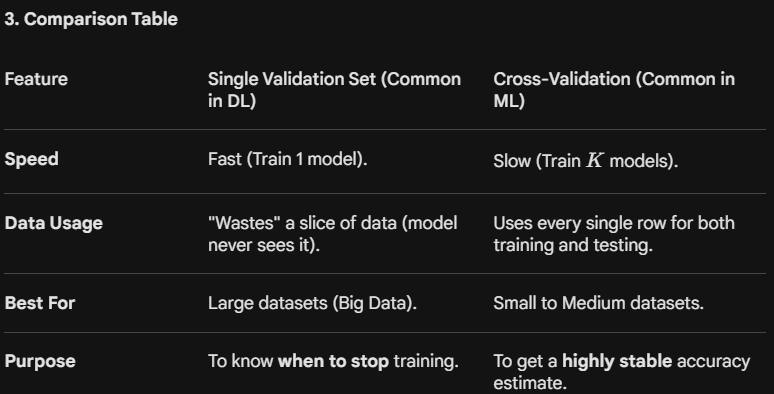 3. Comparison Table
Feature
Single Validation Set (Common
in DL)
Cross-Validation (Common in
ML)
Speed
Fast (Train 1 model).
Slow (Train K models).
Data Usage
"Wastes" a slice of data (model
never sees it).
Uses every single row for both
training and testing.
Best For
Large datasets (Big Data).
Small to Medium datasets.
Purpose
To know when to stop training.
To get a highly stable accuracy
estimate.